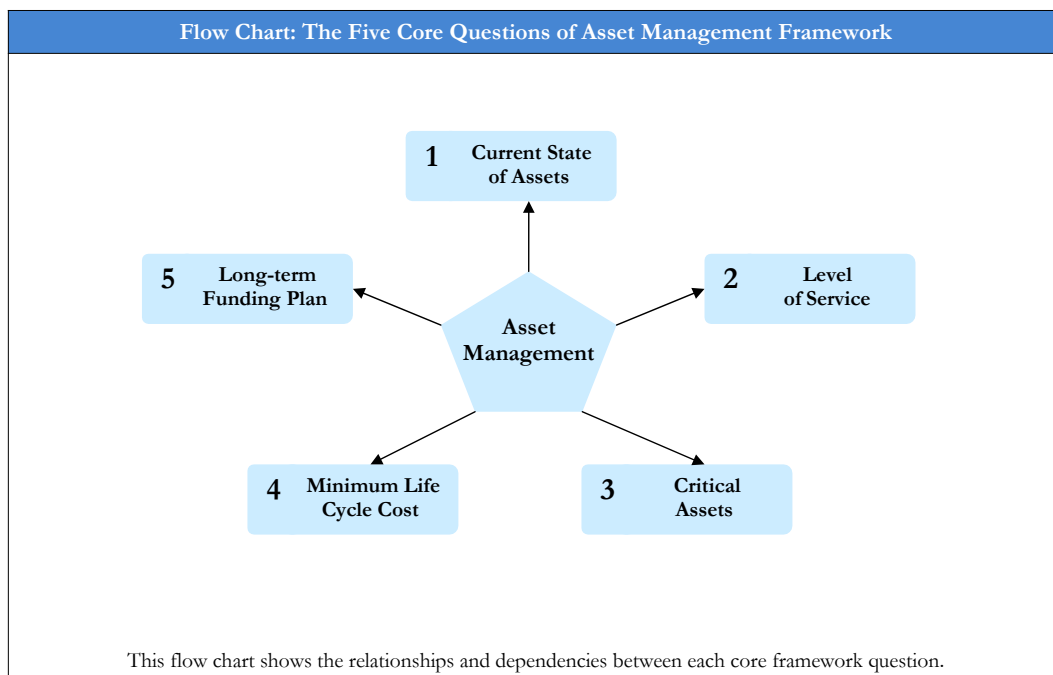 Flow Chart: The Five Core Questions of Asset Management Framework
1
Current State
of Assets
5
Long-term
Funding Plan
2
Level
of Service
Asset
Management
4
Minimum Life
Cycle Cost
3
Critical
Assets
This flow chart shows the relationships and dependencies between each core framework question.